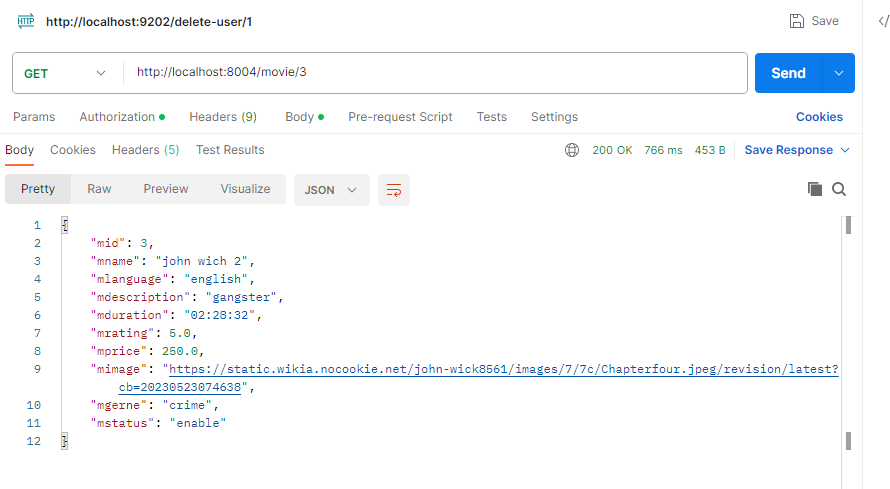 HTTP http://localhost:9202/delete-user/1 Save </>
GET http://localhost:8004/movie/3 Send
Params Authorization Headers (9) Body Pre-request Script Tests Settings Cookies
Body Cookies Headers (5) Test Results 200 OK 766 ms 453 B Save Response
Pretty Raw Preview Visualize JSON
1 {
2 "mid": 3,
3 "mname": "john wich 2",
4 "mlanguage": "english",
5 "mdescription": "gangster",
6 "mduration": "02:28:32",
7 "mrating": 5.0,
8 "mprice": 250.0,
9 "mimage": "https://static.wikia.nocookie.net/john-wick8561/images/7/7c/Chapterfour.jpeg/revision/latest?
cb=20230523074638",
10 "mgerne": "crime",
11 "mstatus": "enable"
12 }